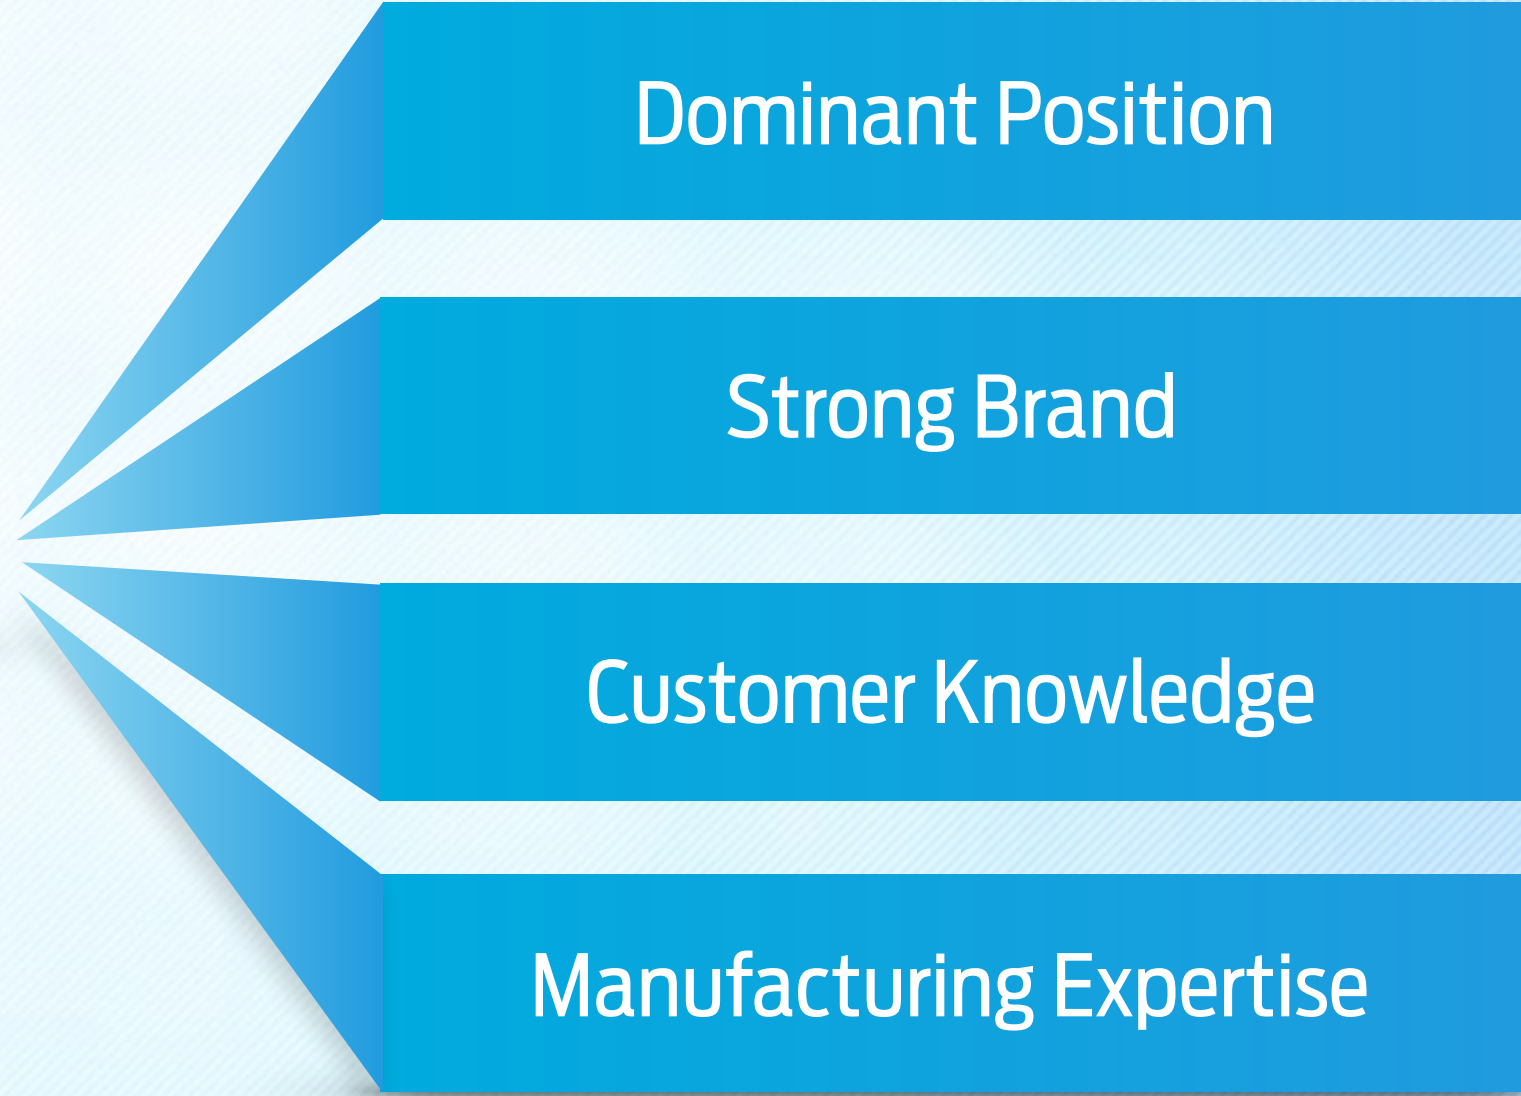 Dominant Position
Strong Brand
Customer Knowledge
Manufacturing Expertise